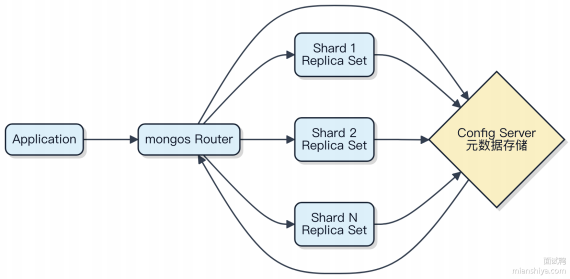 Shard 1
Replica Set
Application
mongos Router
Shard 2
Replica Set
Config Server
元数据存储
Shard N
Replica Set
面试鸭
mianshiya.com